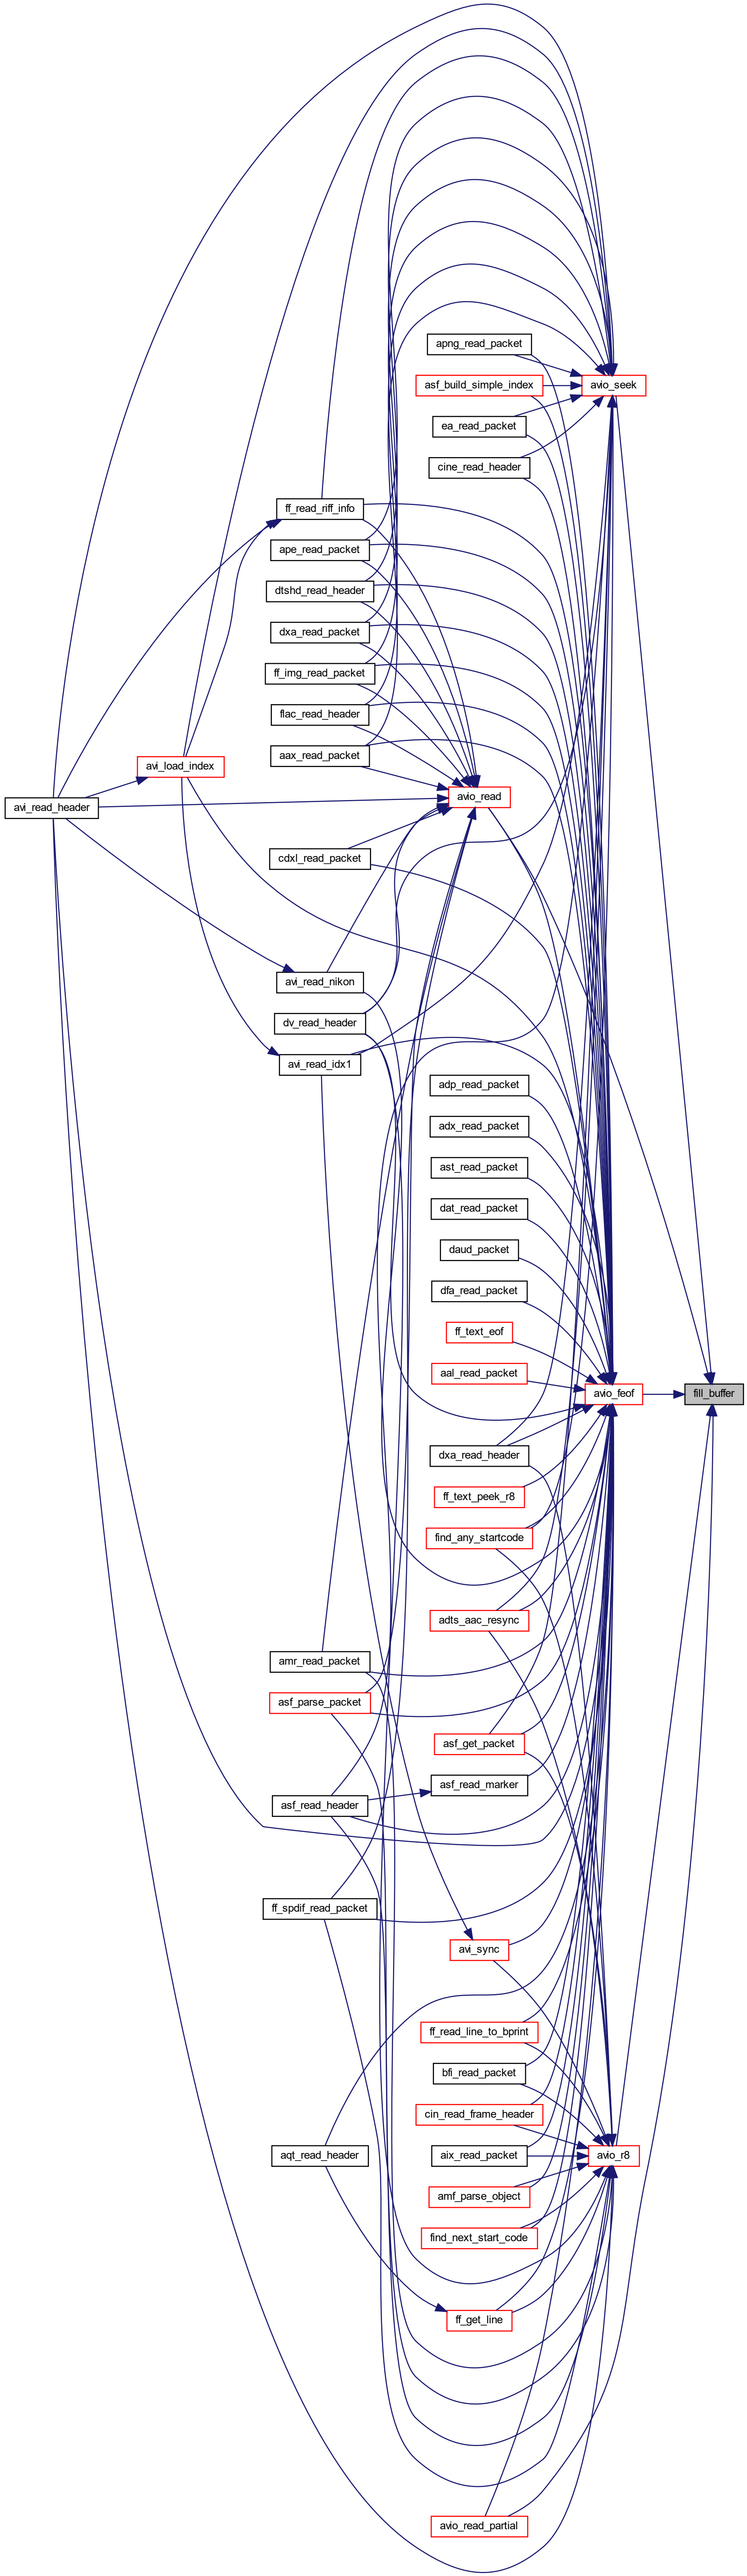 apng_read_packet
avio_seek
asf_build_simple_index
ea_read_packet
cine_read_header
ff_read_riff_info
ape_read_packet
dtshd_read_header
dxa_read_packet
ff_img_read_packet
flac_read_header
aax_read_packet
avi_load_index
avio_read
avi_read_header
cdxl_read_packet
avi_read_nikon
dv_read_header
avi_read_idx1
adp_read_packet
adx_read_packet
ast_read_packet
dat_read_packet
daud_packet
dfa_read_packet
ff_text_eof
aal_read_packet
avio_feof
fill_buffer
dxa_read_header
ff_text_peek_r8
find_any_startcode
adts_aac_resync
amr_read_packet
asf_parse_packet
asf_get_packet
asf_read_marker
asf_read_header
ff_spdif_read_packet
avi_sync
ff_read_line_to_bprint
bfi_read_packet
cin_read_frame_header
aqt_read_header
aix_read_packet
avio_r8
amf_parse_object
find_next_start_code
ff_get_line
avio_read_partial